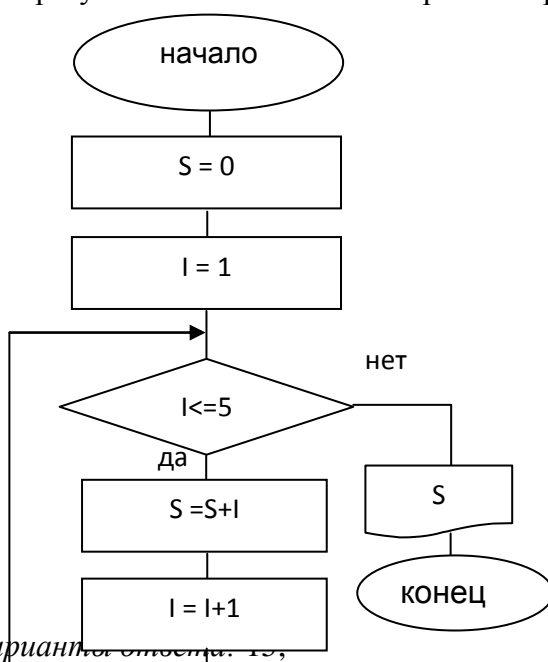 начало
S = 0
I = 1
нет
I<=5
да
S =S+I
S
I = I+1
конец